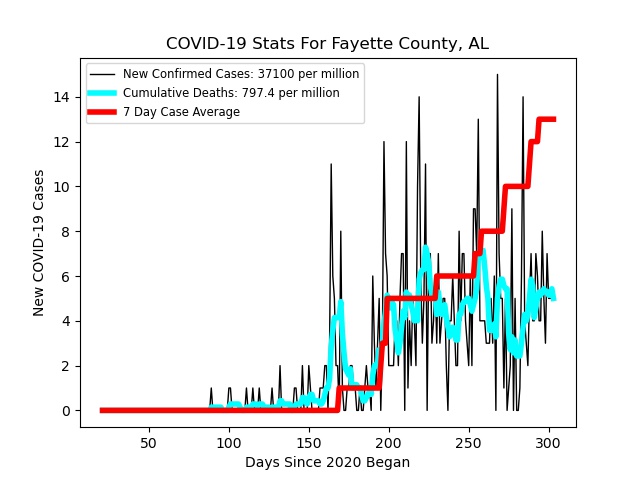 COVID-19 Stats For Fayette County, AL
New Confirmed Cases: 37100 per million
Cumulative Deaths: 797.4 per million
7 Day Case Average
New COVID-19 Cases
14
12
10
8
6
4
2
0
50 100 150 200 250 300
Days Since 2020 Began